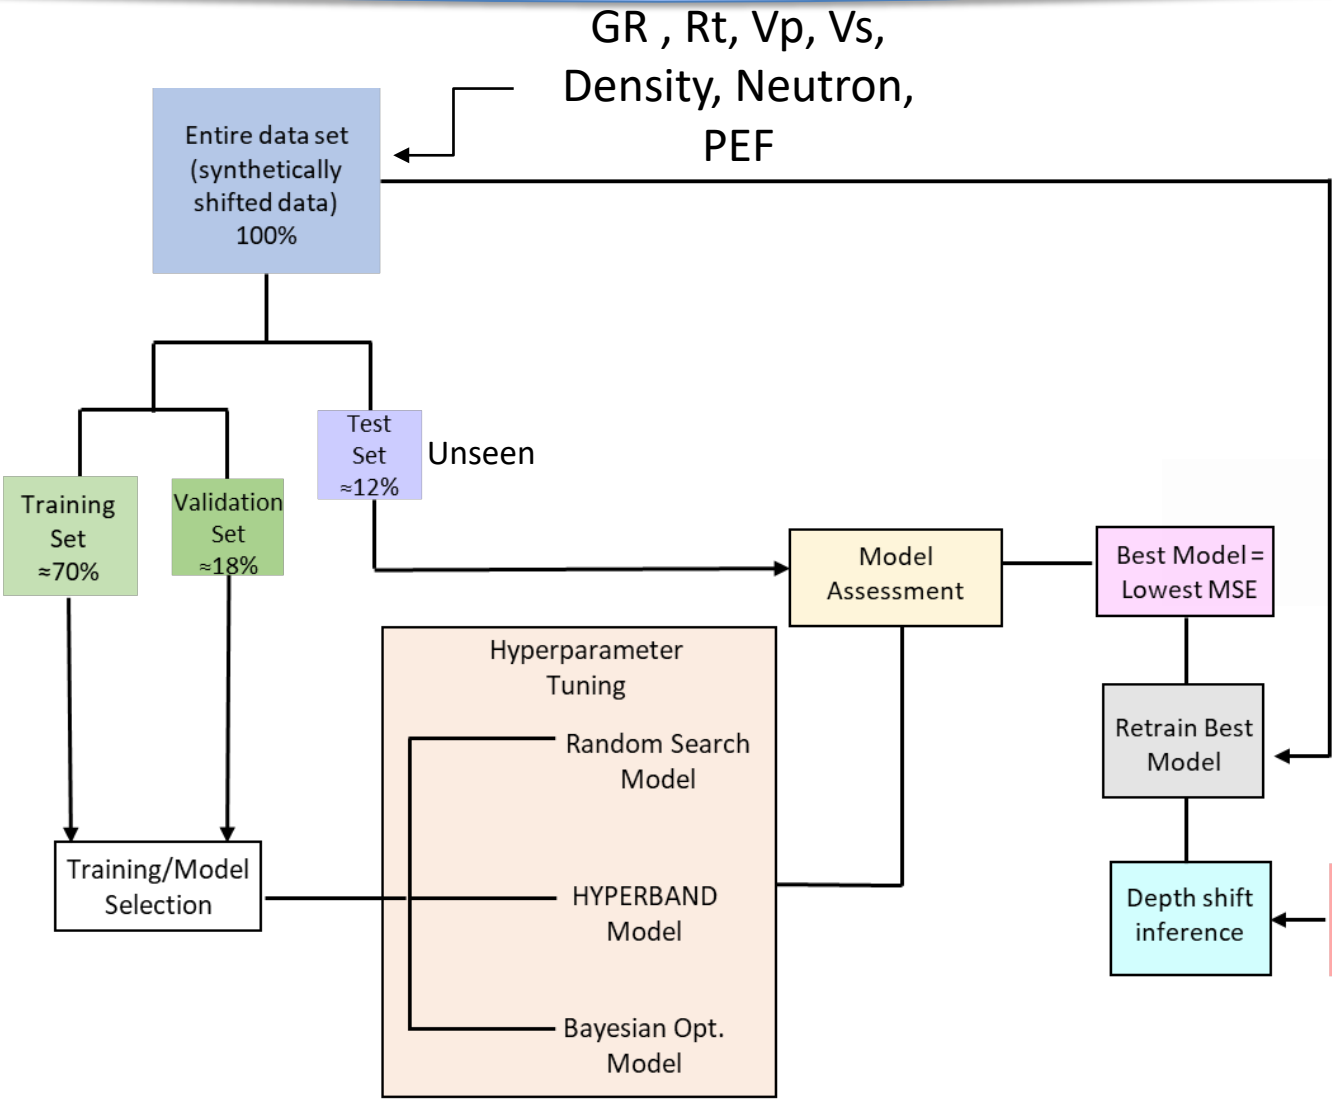 GR , Rt, Vp, Vs,
Density, Neutron,
PEF
Entire data set
(synthetically
shifted data)
100%
Test
Set
≈12%
Unseen
Training
Set
≈70%
Validation
Set
≈18%
Model
Assessment
Best Model =
Lowest MSE
Hyperparameter
Tuning
Random Search
Model
Retrain Best
Model
Training/Model
Selection
HYPERBAND
Model
Depth shift
inference
Bayesian Opt.
Model